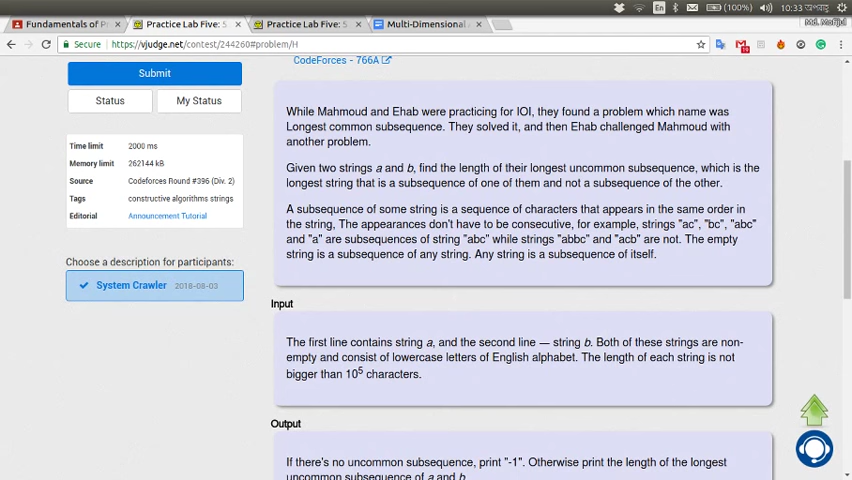 Fundamentals of Pr
Practice Lab Five: S
Practice Lab Five: S
Multi-Dimensional A
En
(100%)
10:33
Secure
https://vjudge.net/contest/244260#problem/H
Submit
Status
My Status
CodeForces - 766A
Time limit 2000 ms
Memory limit 262144 kB
Source Codeforces Round #396 (Div. 2)
Tags constructive algorithms strings
Editorial Announcement Tutorial
Choose a description for participants:
System Crawler 2018-08-03
While Mahmoud and Ehab were practicing for IOI, they found a problem which name was
Longest common subsequence. They solved it, and then Ehab challenged Mahmoud with
another problem.
Given two strings a and b, find the length of their longest uncommon subsequence, which is the
longest string that is a subsequence of one of them and not a subsequence of the other.
A subsequence of some string is a sequence of characters that appears in the same order in
the string, The appearances don't have to be consecutive, for example, strings "ac", "bc", "abc"
and "a" are subsequences of string "abc" while strings "abbc" and "acb" are not. The empty
string is a subsequence of any string. Any string is a subsequence of itself.
Input
The first line contains string a, and the second line — string b. Both of these strings are non-
empty and consist of lowercase letters of English alphabet. The length of each string is not
bigger than 10⁵ characters.
Output
If there's no uncommon subsequence, print "-1". Otherwise print the length of the longest
uncommon subsequence of a and b.